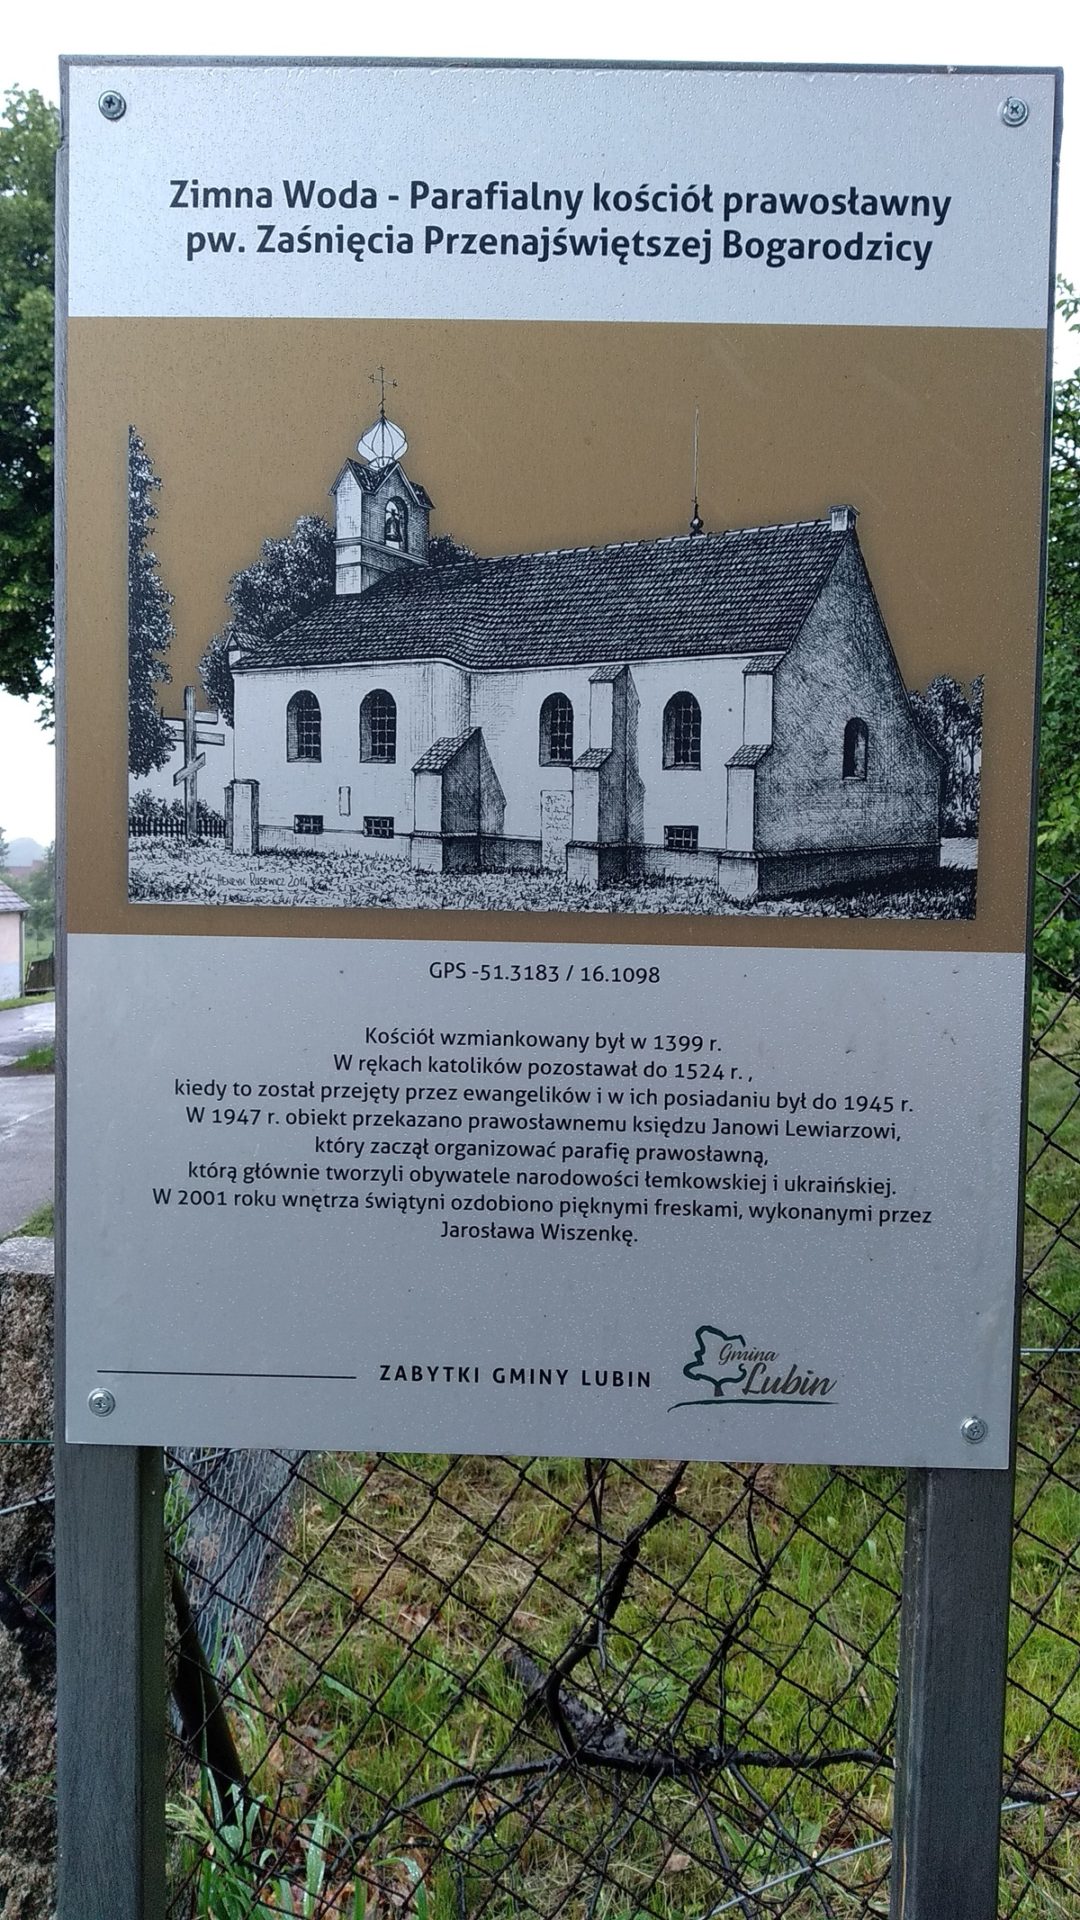 Zimna Woda - Parafialny kościół prawosławny
pw. Zaśnięcia Przenajświętszej Bogarodzicy
HENRYK RUSEWICZ 2014
GPS -51.3183 / 16.1098
Kościół wzmiankowany był w 1399 r.
W rękach katolików pozostawał do 1524 r. ,
kiedy to został przejęty przez ewangelików i w ich posiadaniu był do 1945 r.
W 1947 r. obiekt przekazano prawosławnemu księdzu Janowi Lewiarzowi,
który zaczął organizować parafię prawosławną,
którą głównie tworzyli obywatele narodowości łemkowskiej i ukraińskiej.
W 2001 roku wnętrza świątyni ozdobiono pięknymi freskami, wykonanymi przez
Jarosława Wiszenkę.
ZABYTKI GMINY LUBIN
Gmina
Lubin